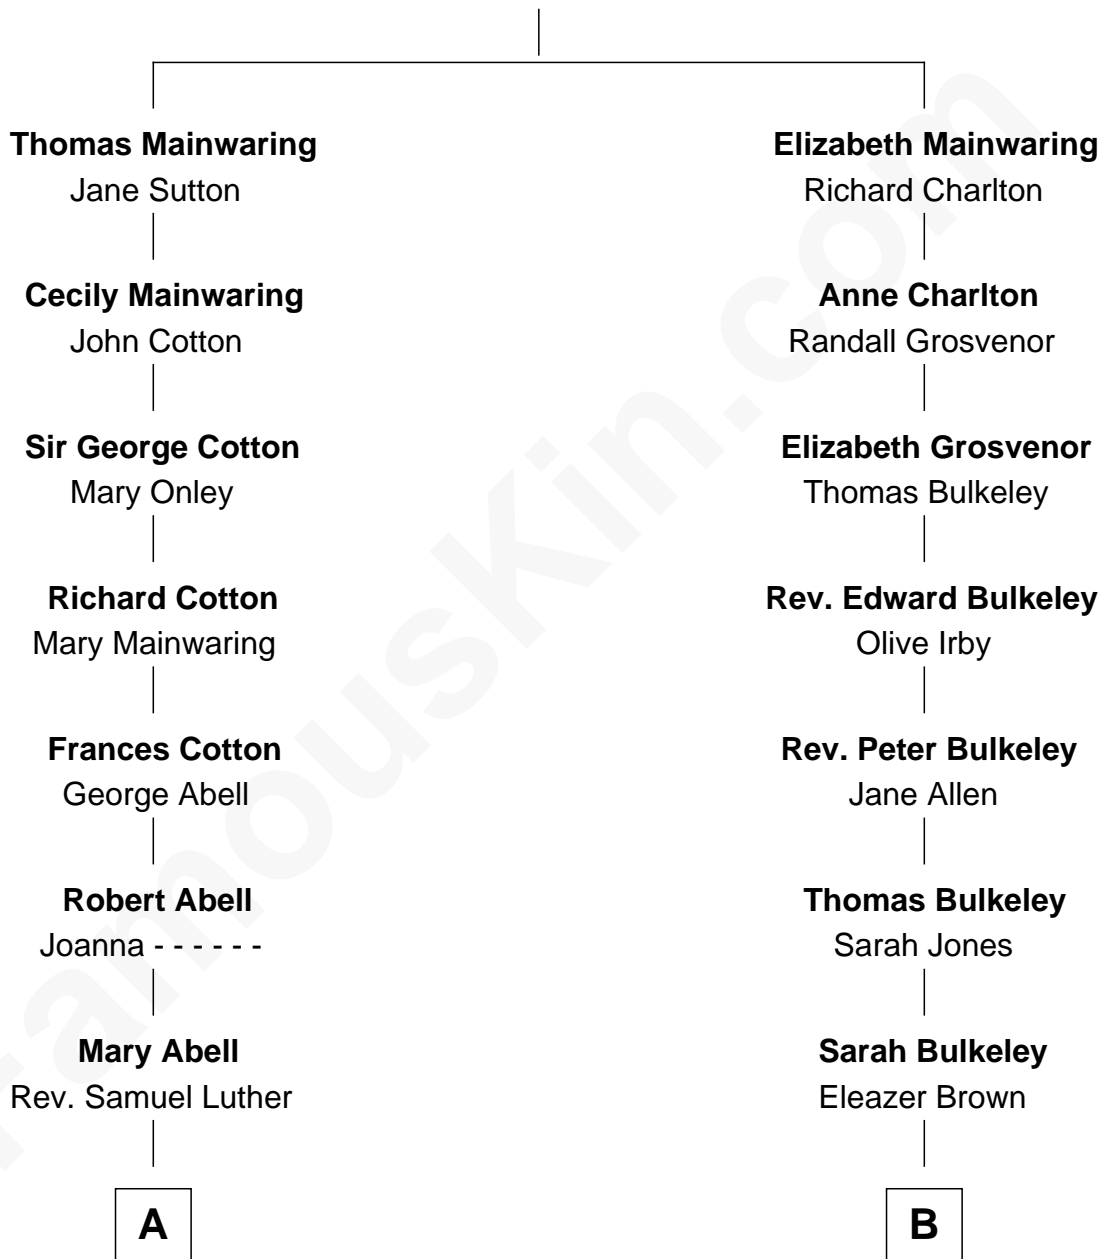 Thomas Mainwaring
Jane Sutton
Cecily Mainwaring
John Cotton
Sir George Cotton
Mary Onley
Richard Cotton
Mary Mainwaring
Frances Cotton
George Abell
Robert Abell
Joanna - - - - - -
Mary Abell
Rev. Samuel Luther
A
Elizabeth Mainwaring
Richard Charlton
Anne Charlton
Randall Grosvenor
Elizabeth Grosvenor
Thomas Bulkeley
Rev. Edward Bulkeley
Olive Irby
Rev. Peter Bulkeley
Jane Allen
Thomas Bulkeley
Sarah Jones
Sarah Bulkeley
Eleazer Brown
B
FamousKin.com